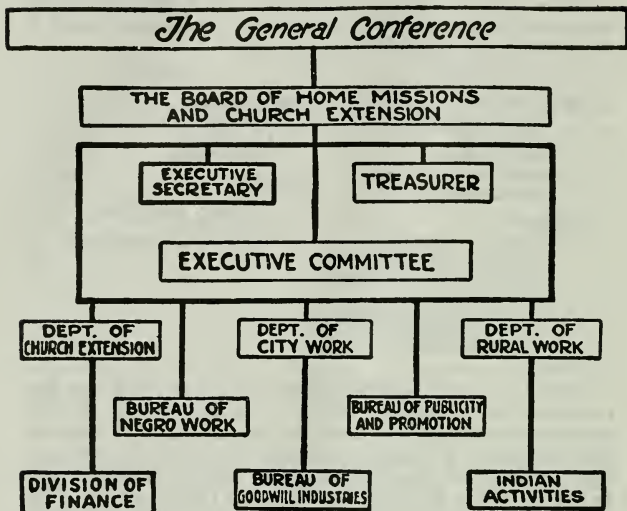 The General Conference
THE BOARD OF HOME MISSIONS
AND CHURCH EXTENSION
EXECUTIVE
SECRETARY
TREASURER
EXECUTIVE COMMITTEE
DEPT. OF
CHURCH EXTENSION
DEPT. OF
CITY WORK
DEPT. OF
RURAL WORK
BUREAU OF
NEGRO WORK
BUREAU OF PUBLICITY
AND PROMOTION
DIVISION OF
FINANCE
BUREAU OF
GOODWILL INDUSTRIES
INDIAN
ACTIVITIES